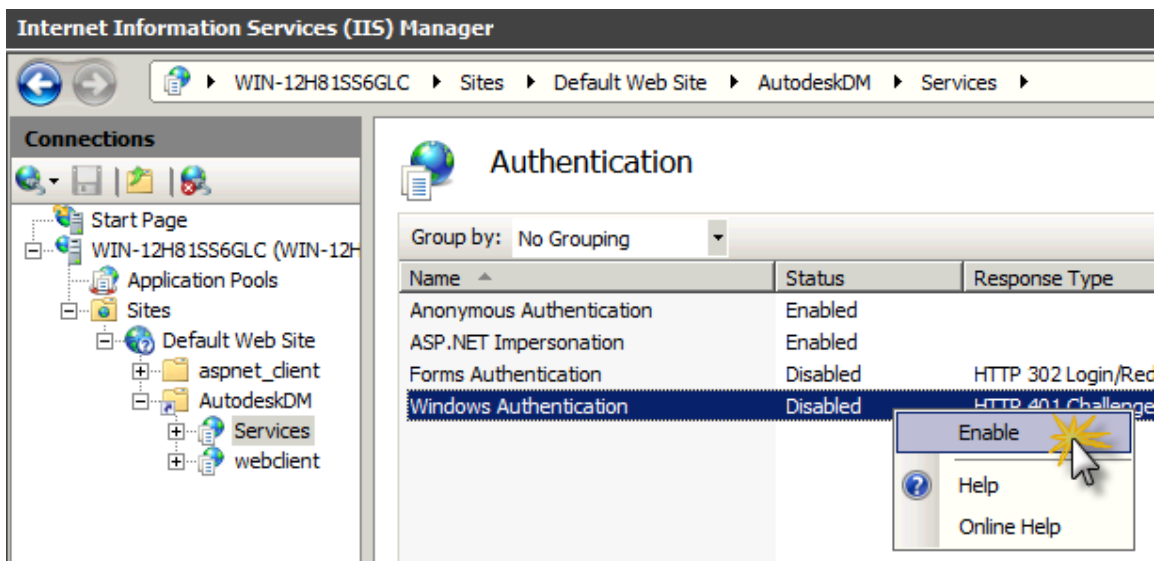 Internet Information Services (IIS) Manager
WIN-12H81SS6GLC Sites Default Web Site AutodeskDM Services
Connections
Start Page
WIN-12H81SS6GLC (WIN-12H
Application Pools
Sites
Default Web Site
aspnet_client
AutodeskDM
Services
webclient
Authentication
Group by: No Grouping
Name Status Response Type
Anonymous Authentication Enabled
ASP.NET Impersonation Enabled
Forms Authentication Disabled HTTP 302 Login/Red
Windows Authentication Disabled HTTP 401 Challenge
Enable
Help
Online Help